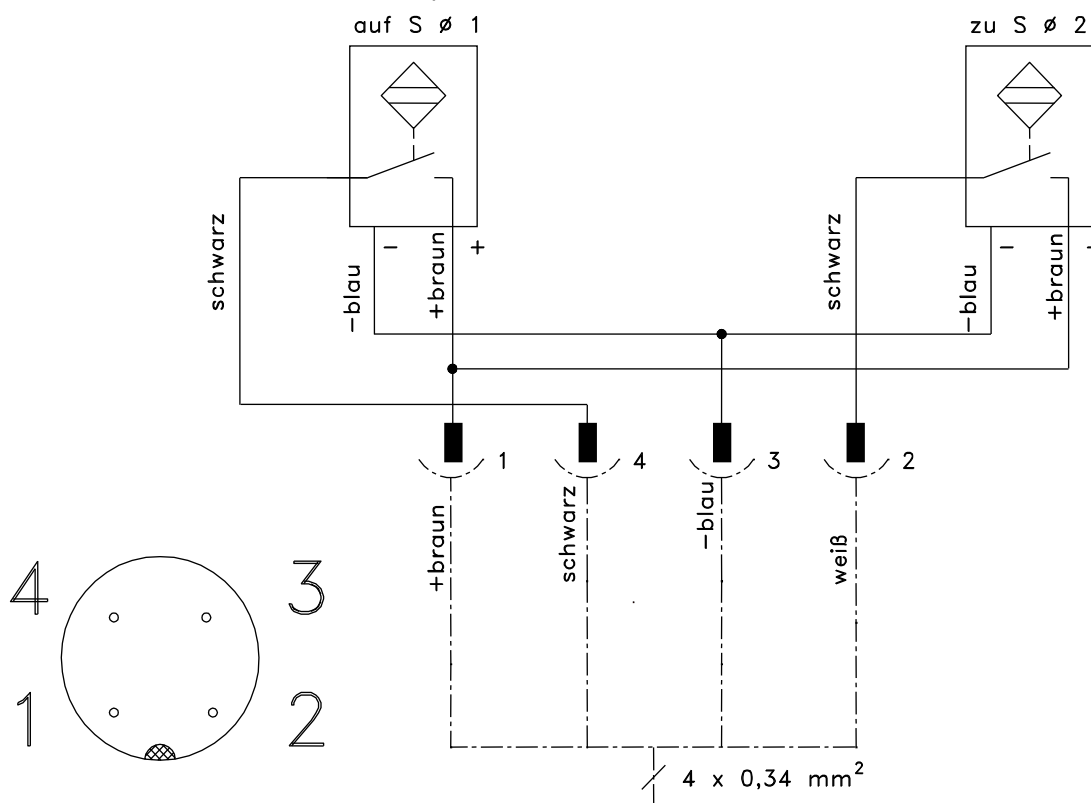 auf S ø 1
zu S ø 2
schwarz
-blau
-
+braun
+
schwarz
-blau
-
+braun
1
4
3
2
+braun
schwarz
-blau
weiß
4
3
1
2
4 x 0,34 mm²